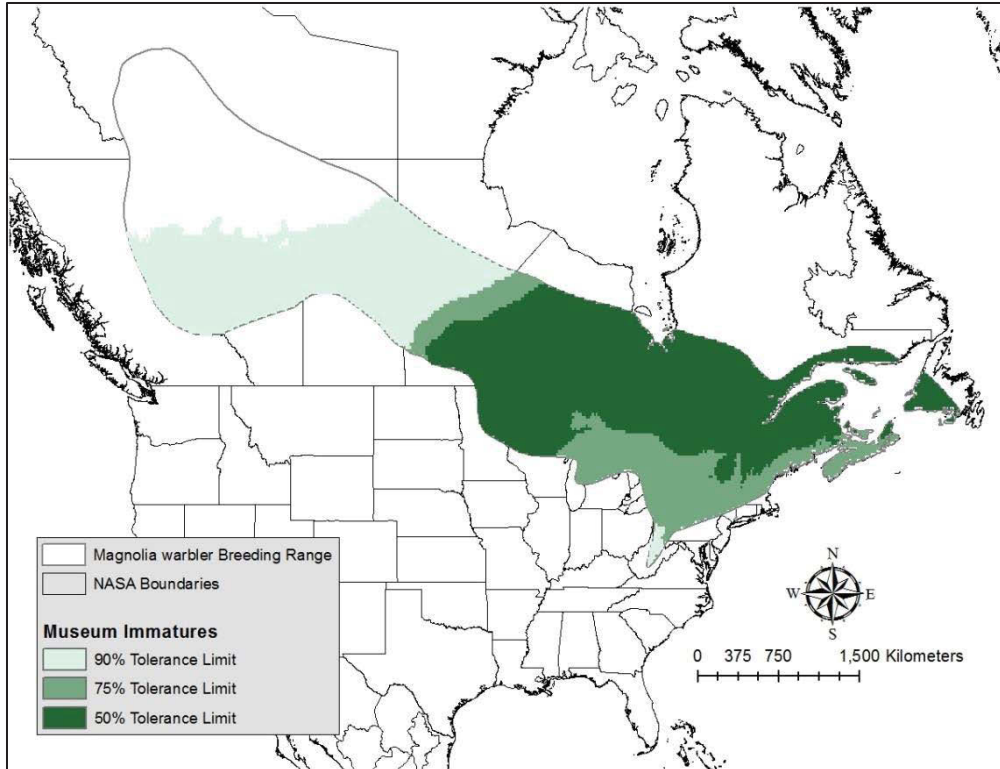 Magnolia warbler Breeding Range
NASA Boundaries
Museum Immatures
90% Tolerance Limit
75% Tolerance Limit
50% Tolerance Limit
N
W E
S
0 375 750 1,500 Kilometers